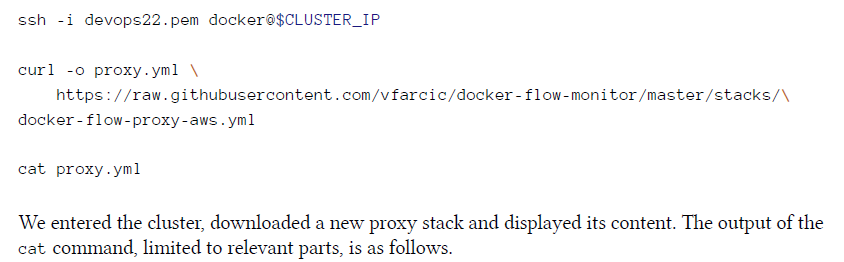 ssh -i devops22.pem docker@$CLUSTER_IP
curl -o proxy.yml \
https://raw.githubusercontent.com/vfarcic/docker-flow-monitor/master/stacks/\
docker-flow-proxy-aws.yml
cat proxy.yml
We entered the cluster, downloaded a new proxy stack and displayed its content. The output of the
cat command, limited to relevant parts, is as follows.